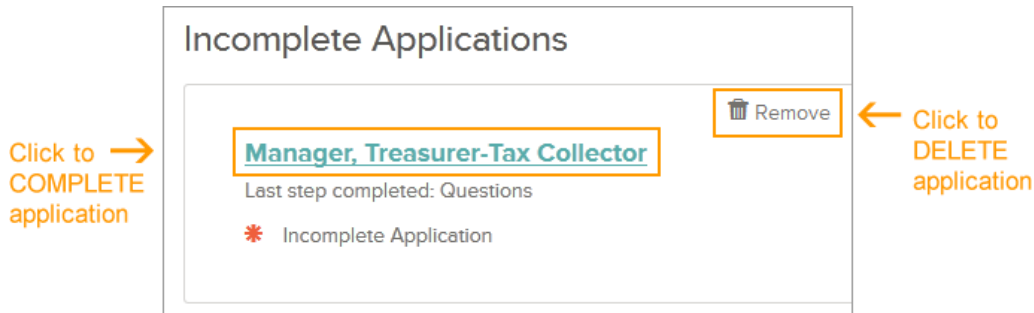 Incomplete Applications
Remove
Click to
DELETE
application
Click to
COMPLETE
application
Manager, Treasurer-Tax Collector
Last step completed: Questions
Incomplete Application